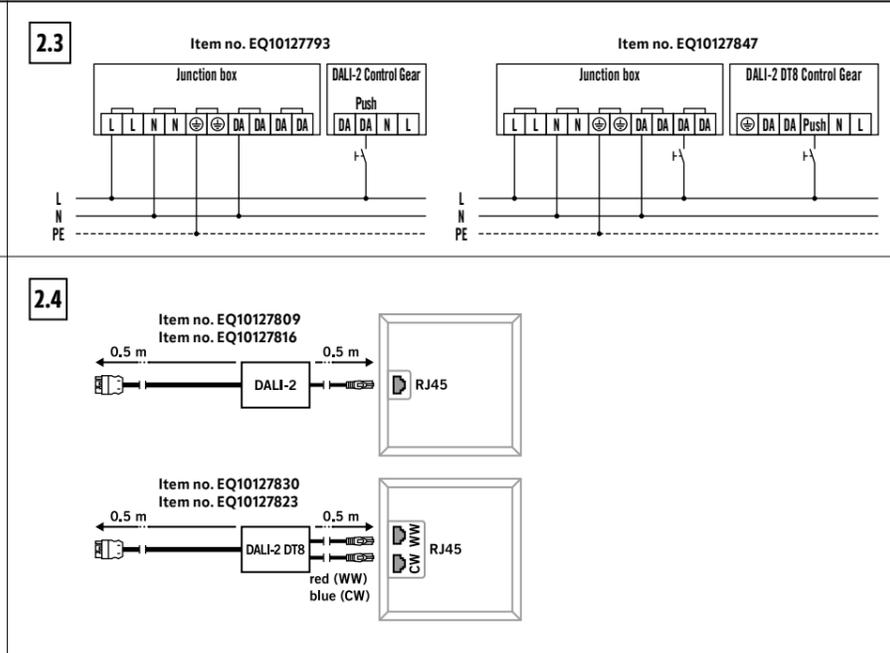 2.3
Item no. EQ10127793
Junction box
DALI-2 Control Gear
Push
L L N N DA DA DA DA
DA DA N L
L
N
PE
Item no. EQ10127847
Junction box
DALI-2 DT8 Control Gear
L L N N DA DA DA DA
DA DA Push N L
L
N
PE
2.4
Item no. EQ10127809
Item no. EQ10127816
0.5 m
0.5 m
DALI-2
RJ45
Item no. EQ10127830
Item no. EQ10127823
0.5 m
0.5 m
DALI-2 DT8
WW
CW
RJ45
red (WW)
blue (CW)